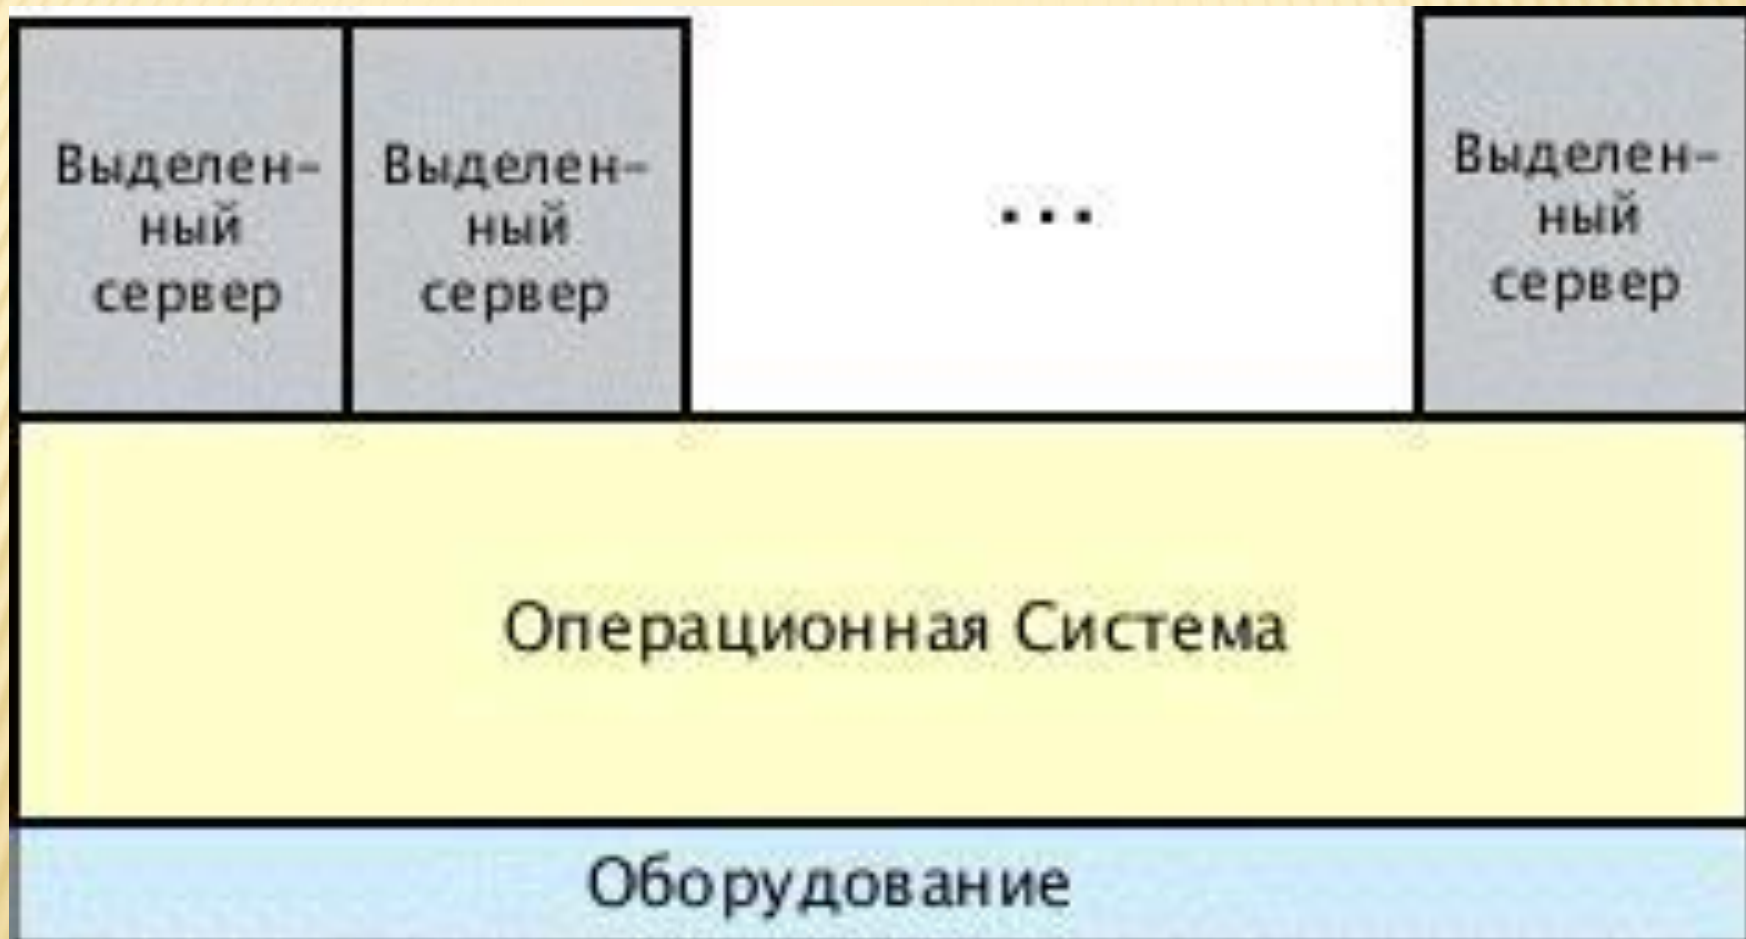 Выделен-
ный
сервер
Выделен-
ный
сервер
...
Выделен-
ный
сервер
Операционная Система
Оборудование